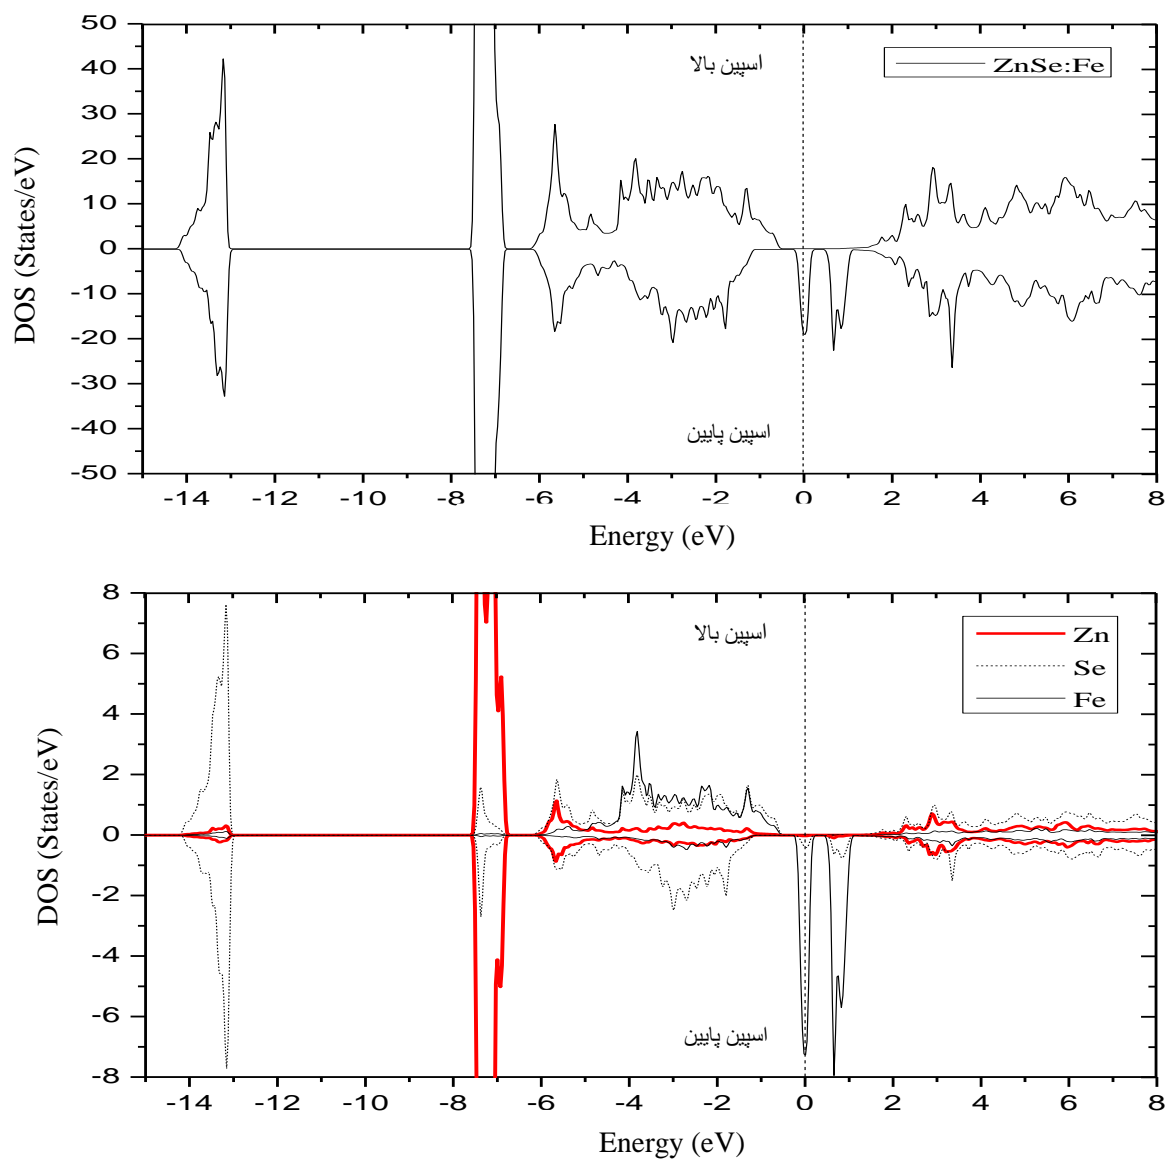 50
40
30
20
10
0
-10
-20
-30
-40
-50
DOS (States/eV)
اسپین بالا
ZnSe:Fe
اسپین پایین
-14 -12 -10 -8 -6 -4 -2 0 2 4 6 8
Energy (eV)
8
6
4
2
0
-2
-4
-6
-8
DOS (States/eV)
اسپین بالا
Zn
Se
Fe
اسپین پایین
-14 -12 -10 -8 -6 -4 -2 0 2 4 6 8
Energy (eV)